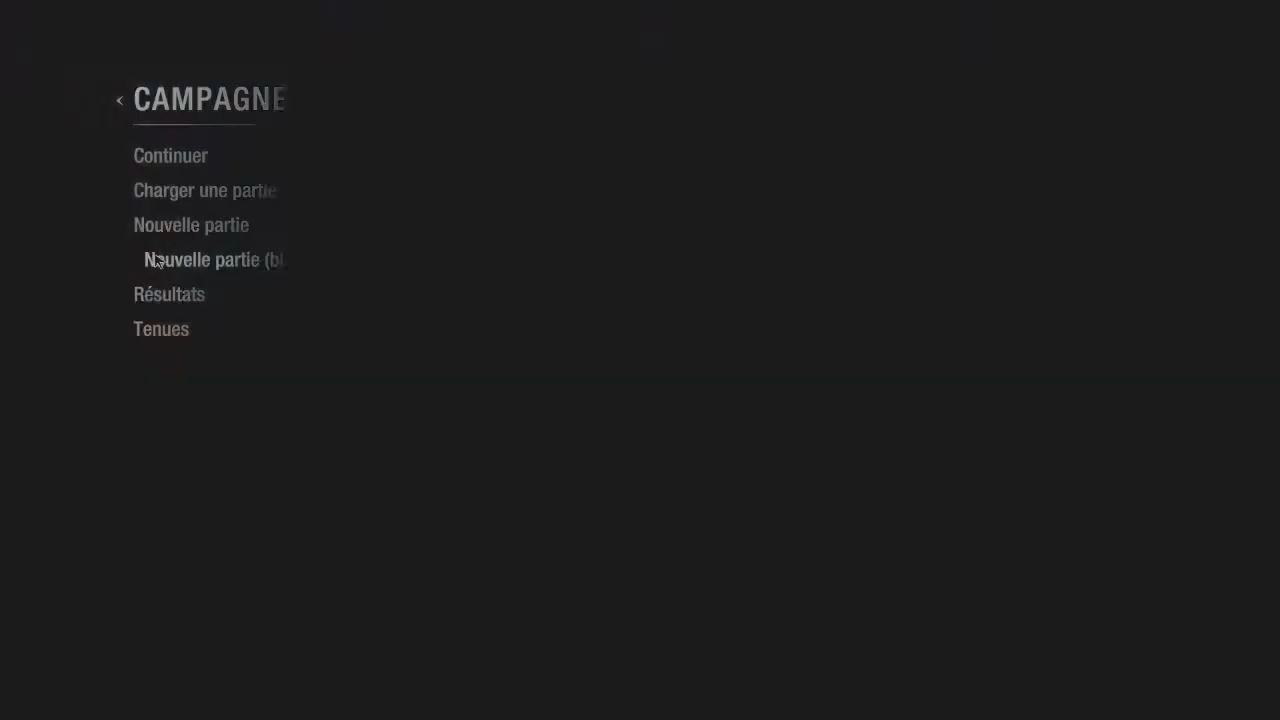 CAMPAGNE
Continuer
Charger une partie
Nouvelle partie
Nouvelle partie
Résultats
Tenues